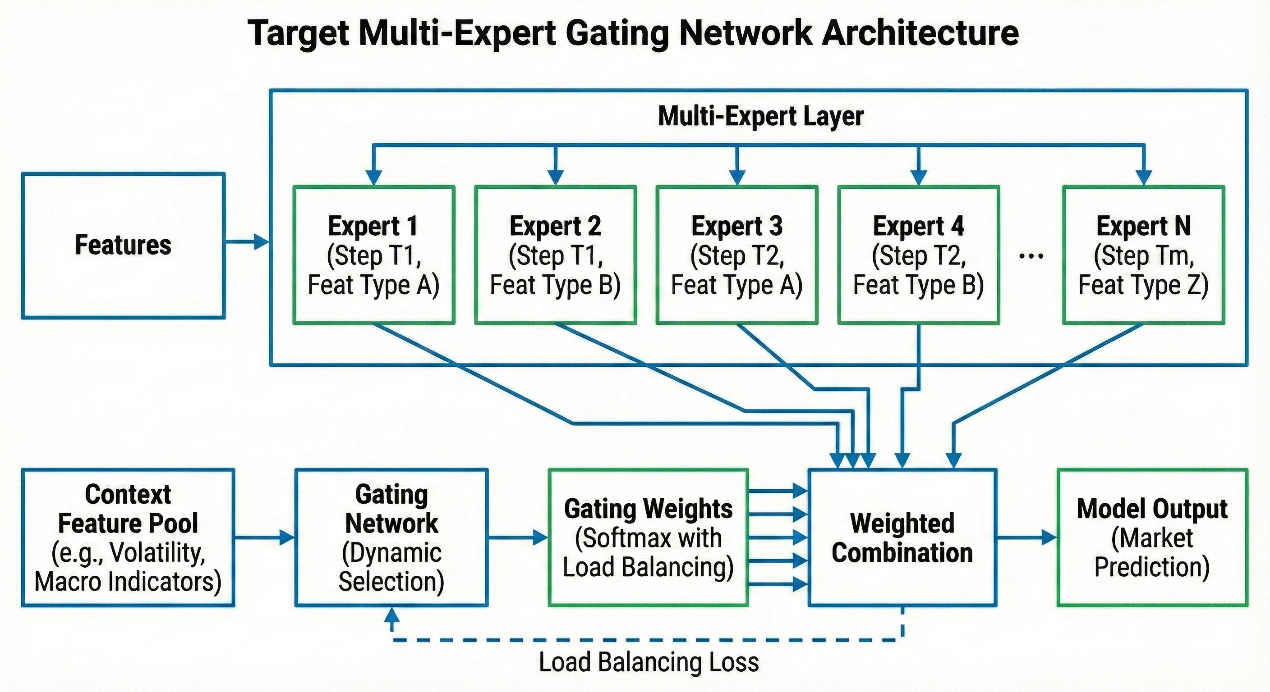 Target Multi-Expert Gating Network Architecture
Multi-Expert Layer
Features
Expert 1
(Step T1,
Feat Type A)
Expert 2
(Step T1,
Feat Type B)
Expert 3
(Step T2,
Feat Type A)
Expert 4
(Step T2,
Feat Type B)
...
Expert N
(Step Tm,
Feat Type Z)
Context
Feature Pool
(e.g., Volatility,
Macro Indicators)
Gating
Network
(Dynamic
Selection)
Gating Weights
(Softmax with
Load Balancing)
Weighted
Combination
Model Output
(Market
Prediction)
Load Balancing Loss